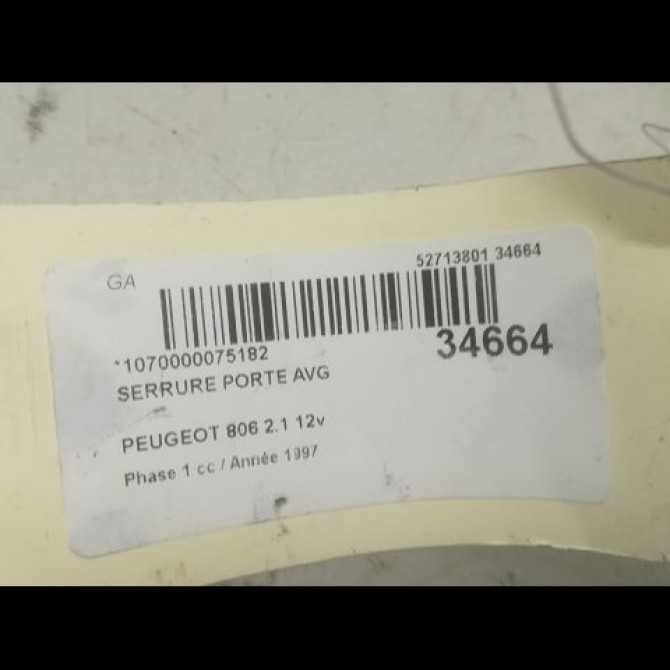 GA
52713801 34664
*1070000075182
34664
SERRURE PORTE AVG
PEUGEOT 806 2.1 12v
Phase 1 cc / Année 1997